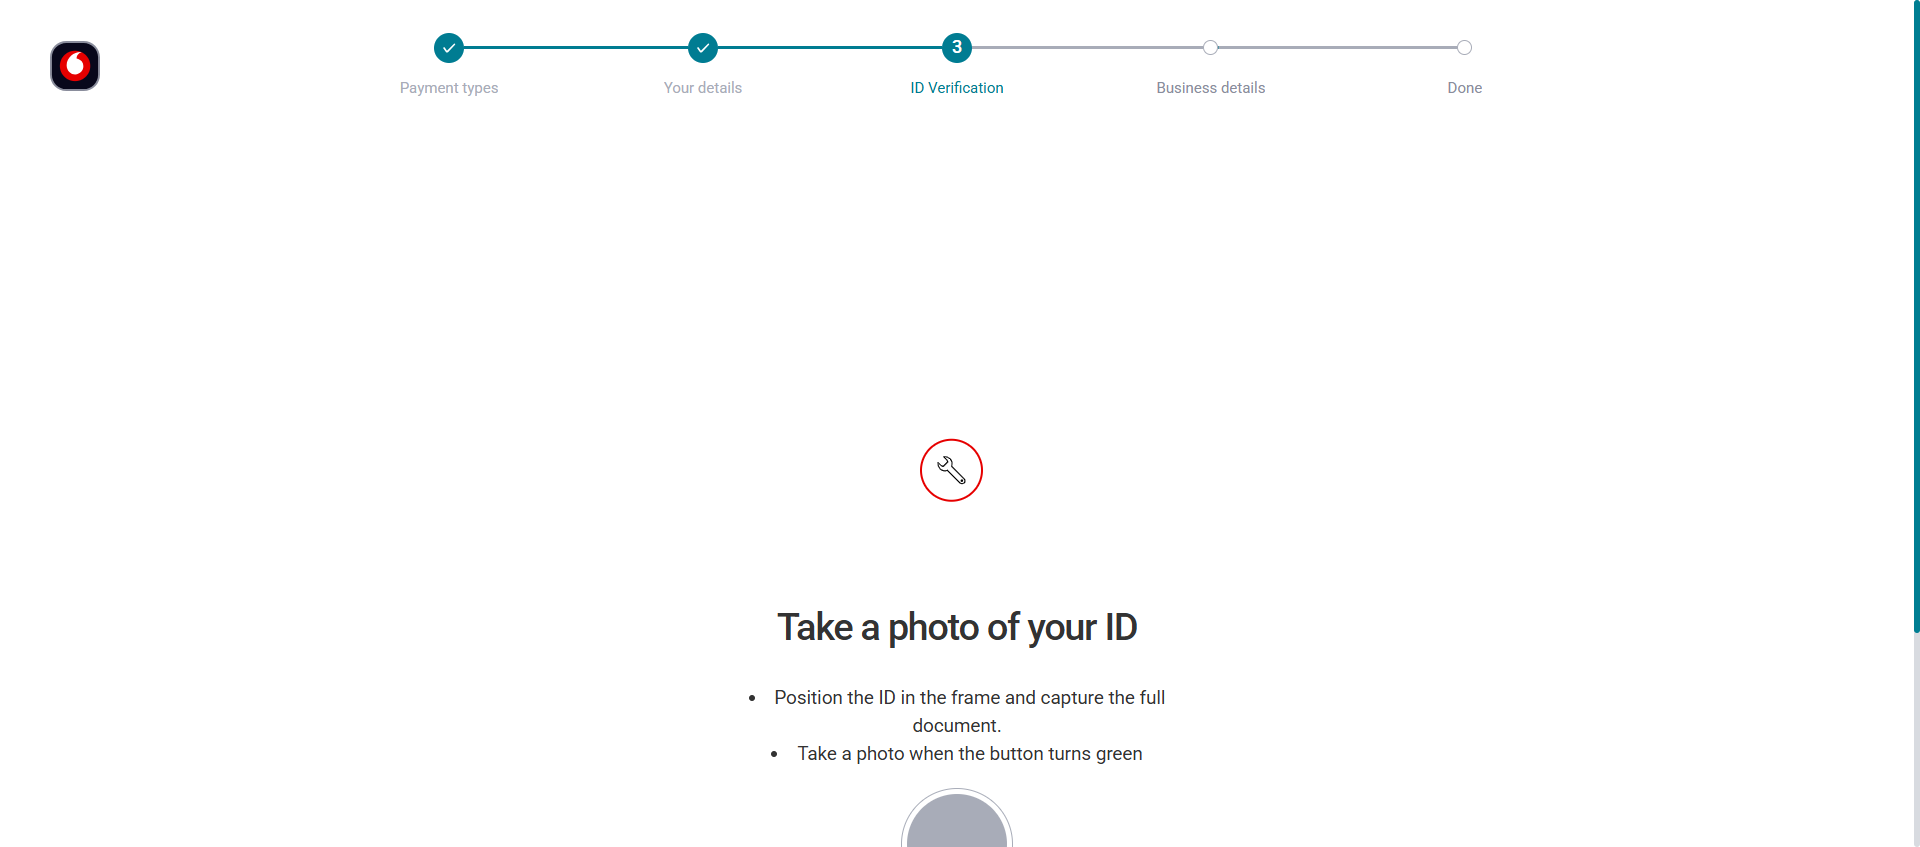 3
Payment types
Your details
ID Verification
Business details
Done
Take a photo of your ID
Position the ID in the frame and capture the full
document.
Take a photo when the button turns green